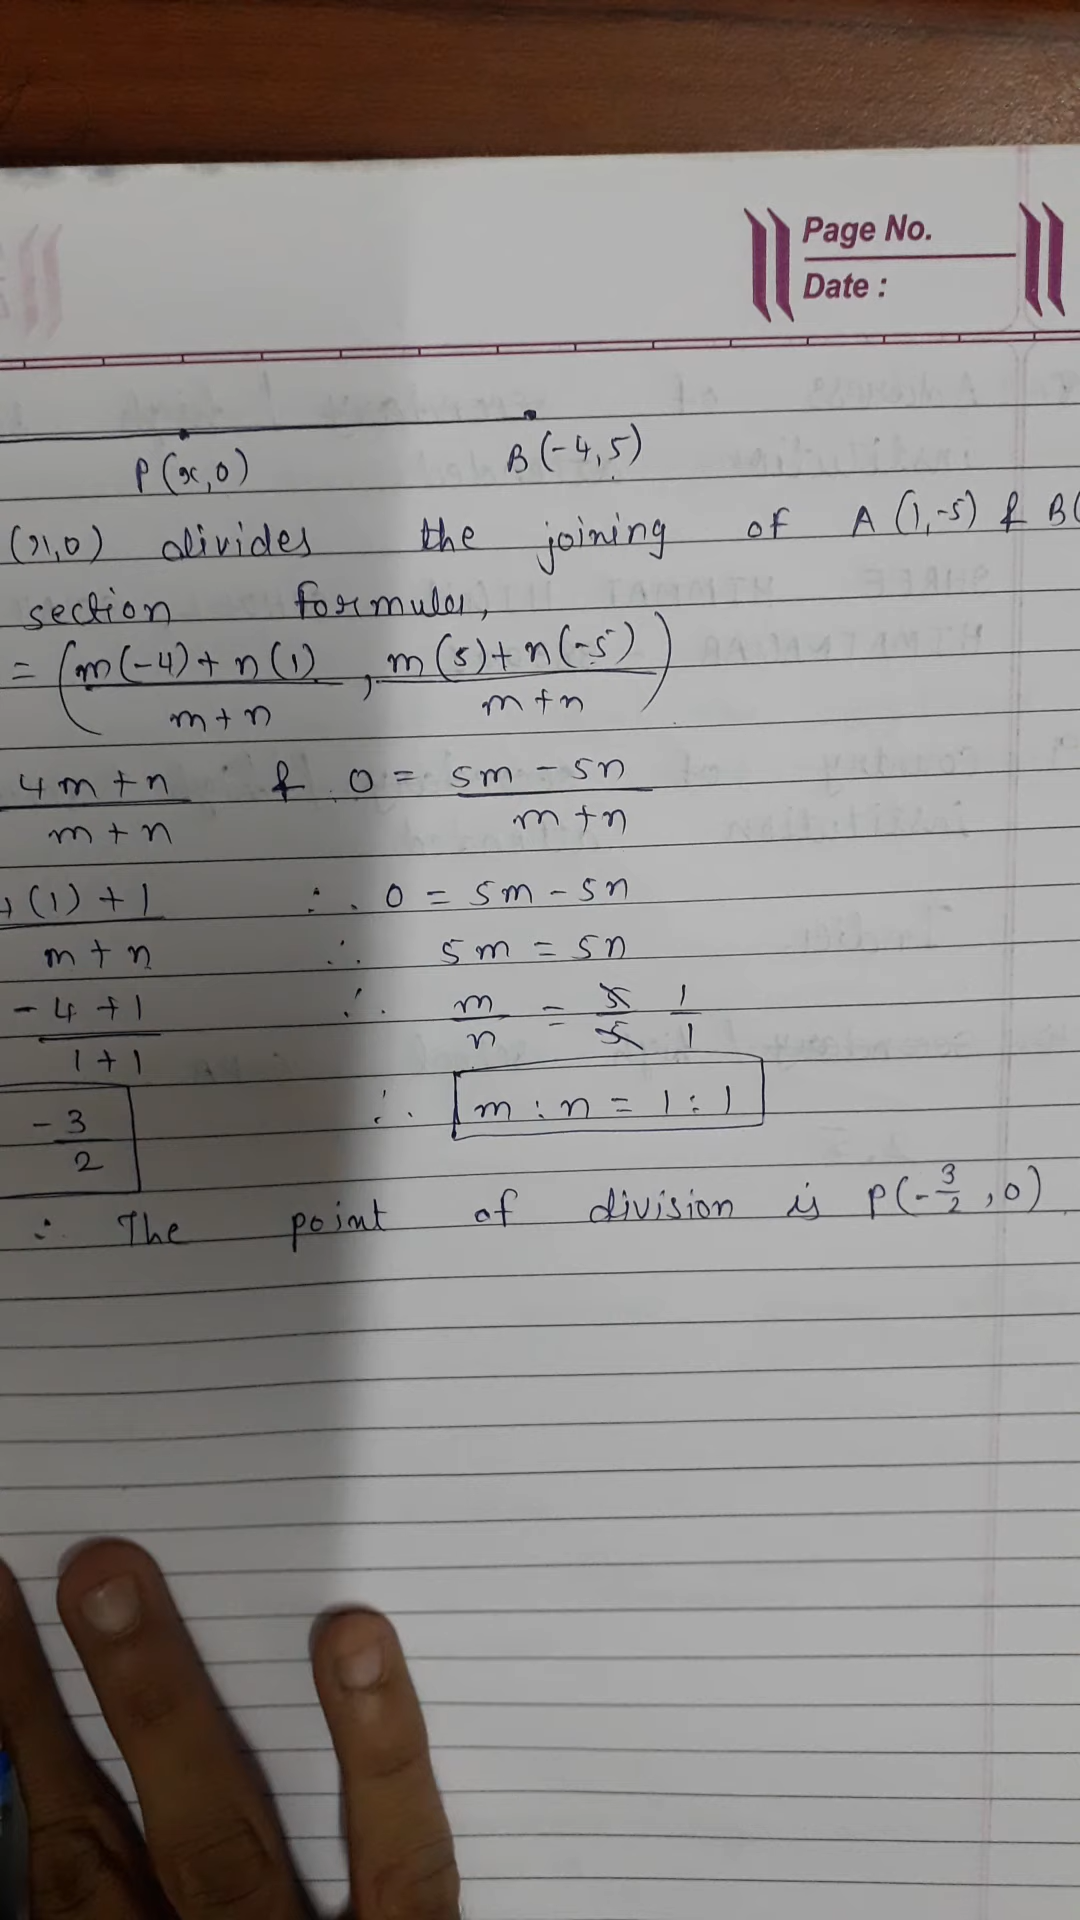 Page No.
Date :
P(x,0) B(-4,5)
(x,0) divides the joining of A(1,-5) & B(
section formula,
= (m(-4)+n(1)/m+n , m(5)+n(-5)/m+n)
4m+n/m+n & 0 = 5m-5n/m+n
(1)+1/m+n ∴ 0 = 5m-5n
∴ 5m = 5n
-4+1/1+1 ∴ m/n = 5/5 1/1
-3/2 ∴ m:n = 1:1
∴ The point of division is P(-3/2,0)